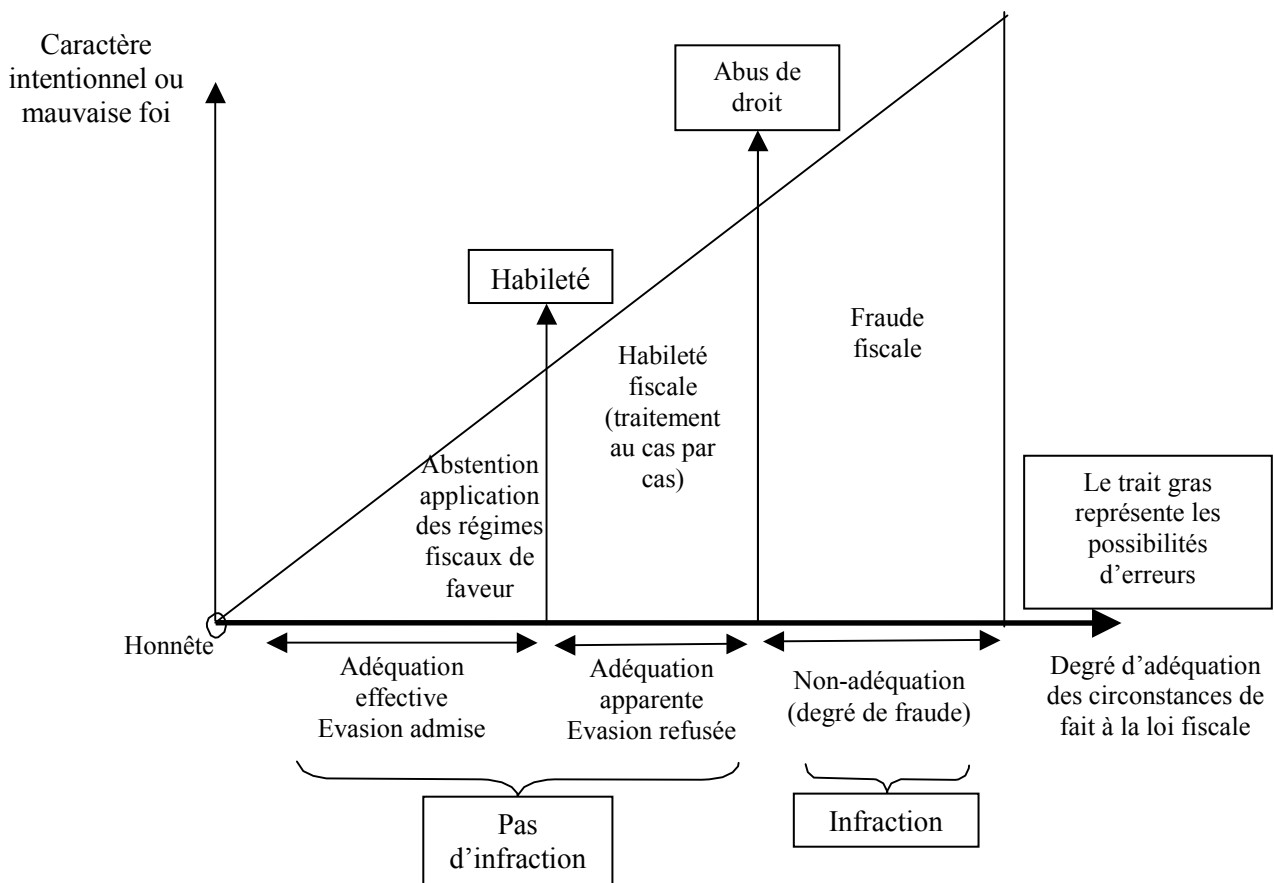 Caractère
intentionnel ou
mauvaise foi
Abus de
droit
Habileté
Fraude
fiscale
Habileté
fiscale
(traitement
au cas par
cas)
Abstention
application
des régimes
fiscaux de
faveur
Le trait gras
représente les
possibilités
d’erreurs
Honnête
Adéquation
effective
Evasion admise
Adéquation
apparente
Evasion refusée
Non-adéquation
(degré de fraude)
Degré d’adéquation
des circonstances de
fait à la loi fiscale
Pas
d’infraction
Infraction